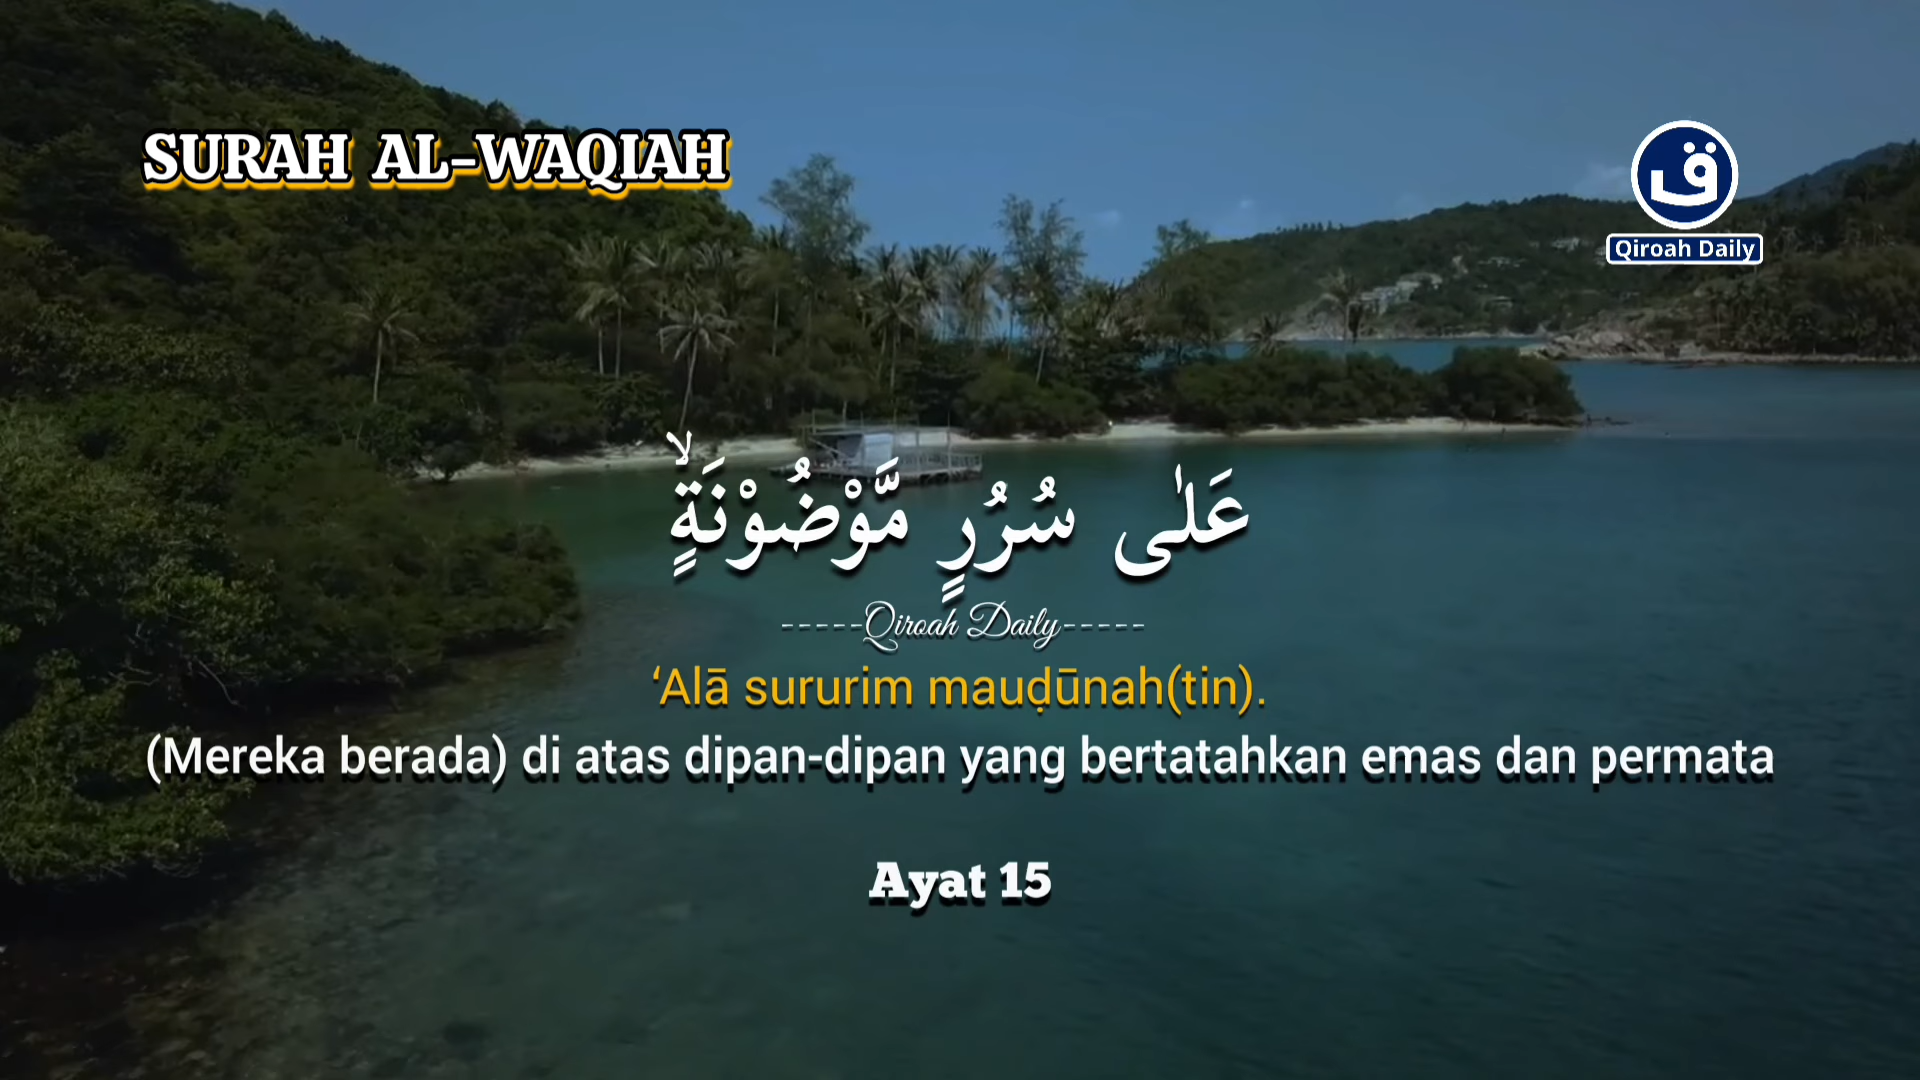 SURAH AL-WAQIAH
ق
Qiroah Daily
عَلٰى سُرُرٍ مَّوْضُوْنَةٍۙ
-----Qiroah Daily-----
‘Alā sururim mauḍūnah(tin).
(Mereka berada) di atas dipan-dipan yang bertatahkan emas dan permata
Ayat 15